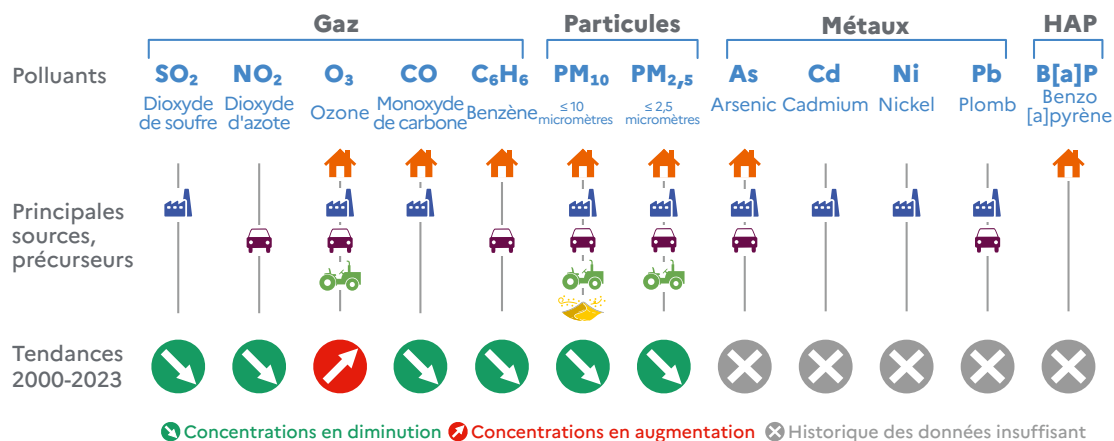 Gaz Particules Métaux HAP
Polluants SO₂ NO₂ O₃ CO C₆H₆ PM₁₀ PM₂,₅ As Cd Ni Pb B[a]P
Dioxyde de soufre
Dioxyde d'azote
Ozone
Monoxyde de carbone
Benzène
≤ 10 micromètres
≤ 2,5 micromètres
Arsenic
Cadmium
Nickel
Plomb
Benzo [a]pyrène
Principales
sources,
précurseurs
Tendances
2000-2023
Concentrations en diminution Concentrations en augmentation Historique des données insuffisant